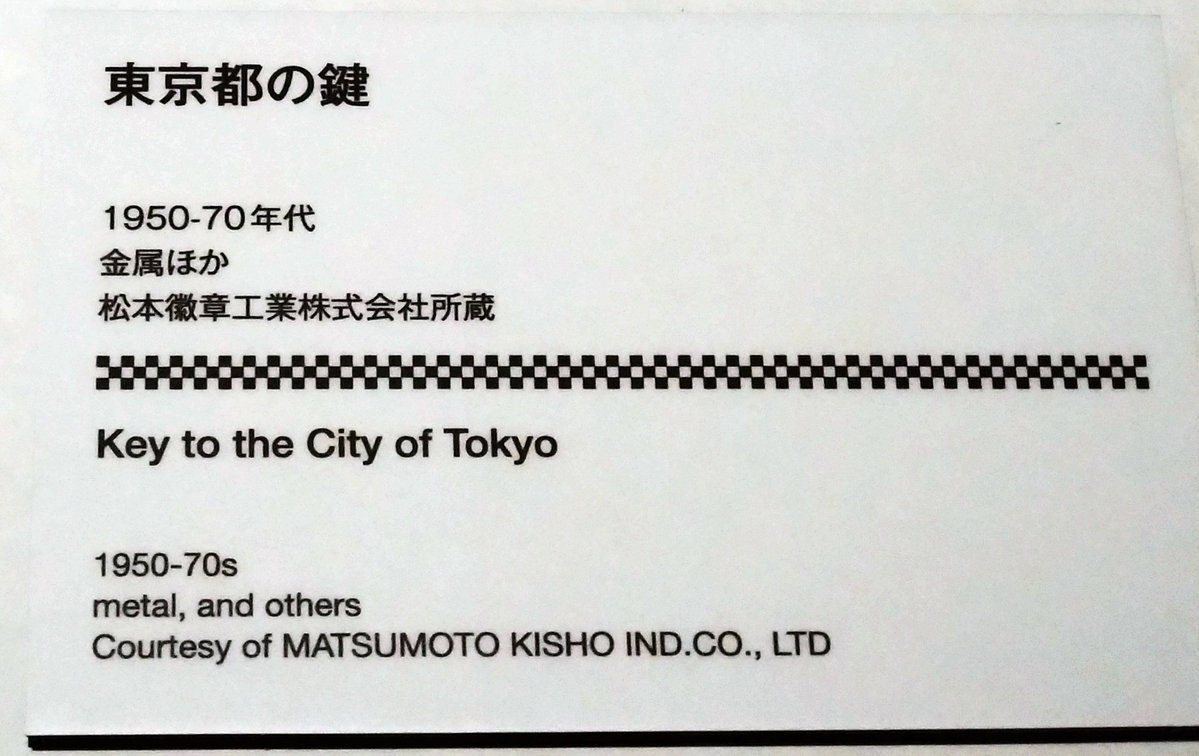 東京都の鍵
1950-70年代
金属ほか
松本徽章工業株式会社所蔵
Key to the City of Tokyo
1950-70s
metal, and others
Courtesy of MATSUMOTO KISHO IND.CO., LTD